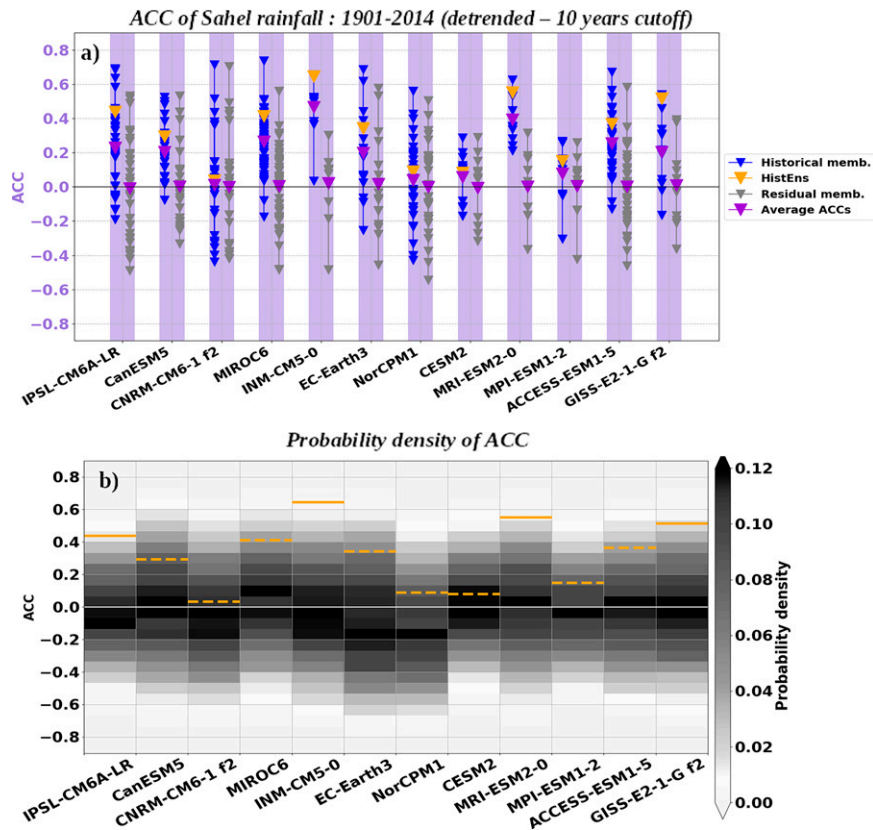 ACC of Sahel rainfall : 1901-2014 (detrended – 10 years cutoff)
a)
ACC
0.8
0.6
0.4
0.2
0.0
−0.2
−0.4
−0.6
−0.8
Historical memb.
HistEns
Residual memb.
Average ACCs
IPSL-CM6A-LR
CanESM5
CNRM-CM6-1 f2
MIROC6
INM-CM5-0
EC-Earth3
NorCPM1
CESM2
MRI-ESM2-0
MPI-ESM1-2
ACCESS-ESM1-5
GISS-E2-1-G f2
Probability density of ACC
b)
ACC
0.8
0.6
0.4
0.2
0.0
−0.2
−0.4
−0.6
−0.8
IPSL-CM6A-LR
CanESM5
CNRM-CM6-1 f2
MIROC6
INM-CM5-0
EC-Earth3
NorCPM1
CESM2
MRI-ESM2-0
MPI-ESM1-2
ACCESS-ESM1-5
GISS-E2-1-G f2
0.12
0.10
0.08
0.06
0.04
0.02
0.00
Probability density